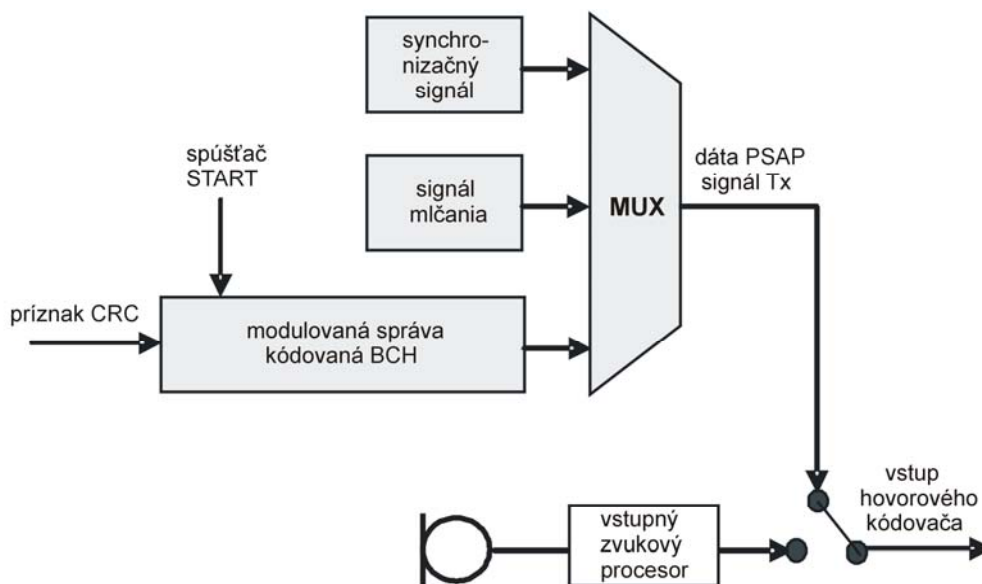 synchro-
nizačný
signál
spúšťač
START
signál
mlčania
MUX
dáta PSAP
signál Tx
príznak CRC
modulovaná správa
kódovaná BCH
vstup
hovorového
kódovača
vstupný
zvukový
procesor